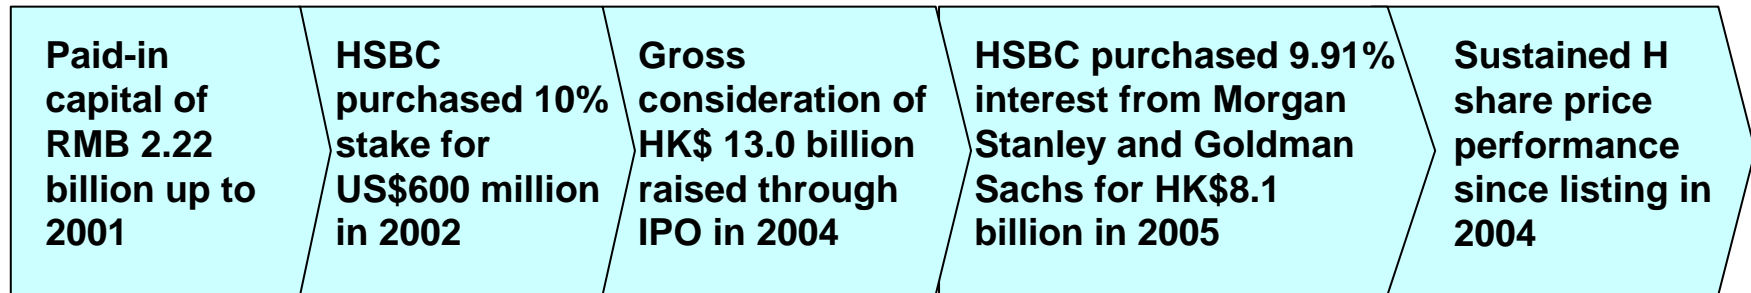 Paid-in
capital of
RMB 2.22
billion up to
2001
HSBC
purchased 10%
stake for
US$600 million
in 2002
Gross
consideration of
HK$ 13.0 billion
raised through
IPO in 2004
HSBC purchased 9.91%
interest from Morgan
Stanley and Goldman
Sachs for HK$8.1
billion in 2005
Sustained H
share price
performance
since listing in
2004